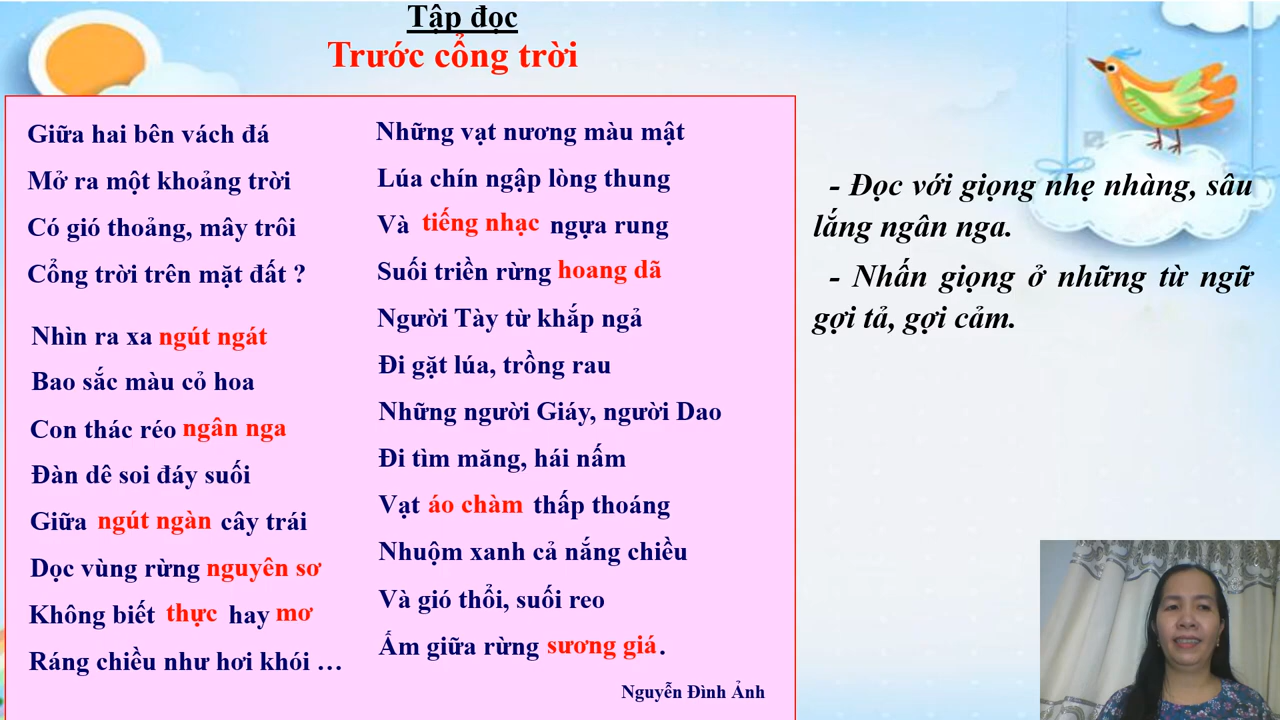 Tập đọc
Trước cổng trời
Giữa hai bên vách đá
Mở ra một khoảng trời
Có gió thoảng, mây trôi
Cổng trời trên mặt đất ?
Nhìn ra xa ngút ngát
Bao sắc màu cỏ hoa
Con thác réo ngân nga
Đàn dê soi đáy suối
Giữa ngút ngàn cây trái
Dọc vùng rừng nguyên sơ
Không biết thực hay mơ
Ráng chiều như hơi khói …
Những vạt nương màu mật
Lúa chín ngập lòng thung
Và tiếng nhạc ngựa rung
Suối triền rừng hoang dã
Người Tày từ khắp ngả
Đi gặt lúa, trồng rau
Những người Giáy, người Dao
Đi tìm măng, hái nấm
Vạt áo chàm thấp thoáng
Nhuộm xanh cả nắng chiều
Và gió thổi, suối reo
Ấm giữa rừng sương giá.
Nguyễn Đình Ảnh
- Đọc với giọng nhẹ nhàng, sâu
lắng ngân nga.
- Nhấn giọng ở những từ ngữ
gợi tả, gợi cảm.